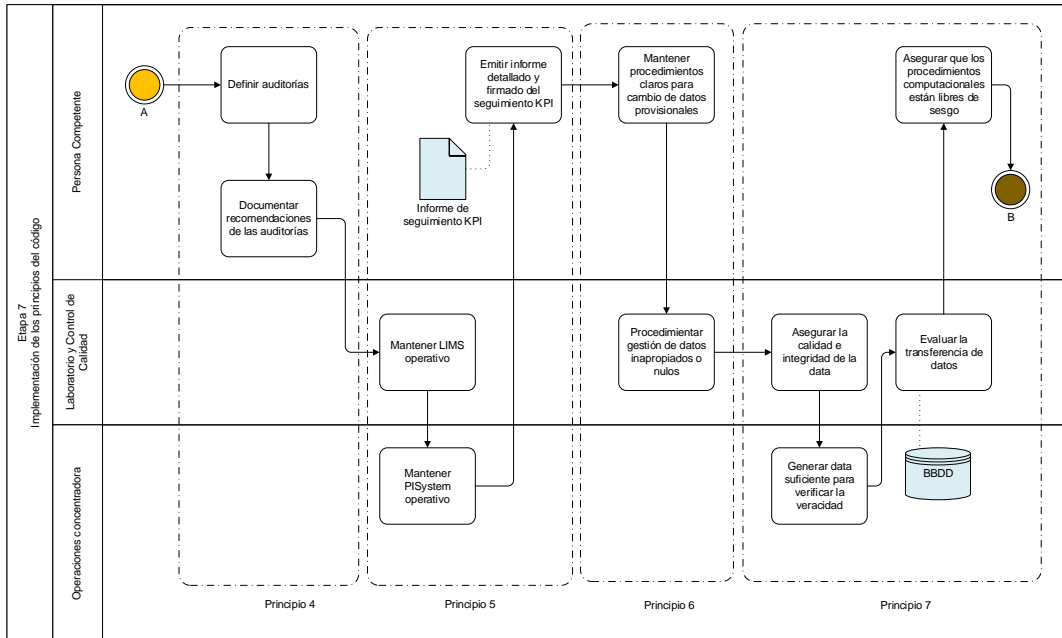 Etapa 7
Implementación de los principios del código
Persona Competente
A
Definir auditorías
Documentar
recomendaciones
de las auditorías
Emitir informe
detallado y
firmado del
seguimiento KPI
Informe de
seguimiento KPI
Mantener
procedimientos
claros para
cambio de datos
provisionales
Asegurar que los
procedimientos
computacionales
están libres de
sesgo
B
Laboratorio y Control de
Calidad
Mantener LIMS
operativo
Procedimientar
gestión de datos
inapropiados o
nulos
Asegurar la
calidad e
integridad de la
data
Evaluar la
transferencia de
datos
Operaciones concentradora
Mantener
PISystem
operativo
Generar data
suficiente para
verificar la
veracidad
BBDD
Principio 4
Principio 5
Principio 6
Principio 7